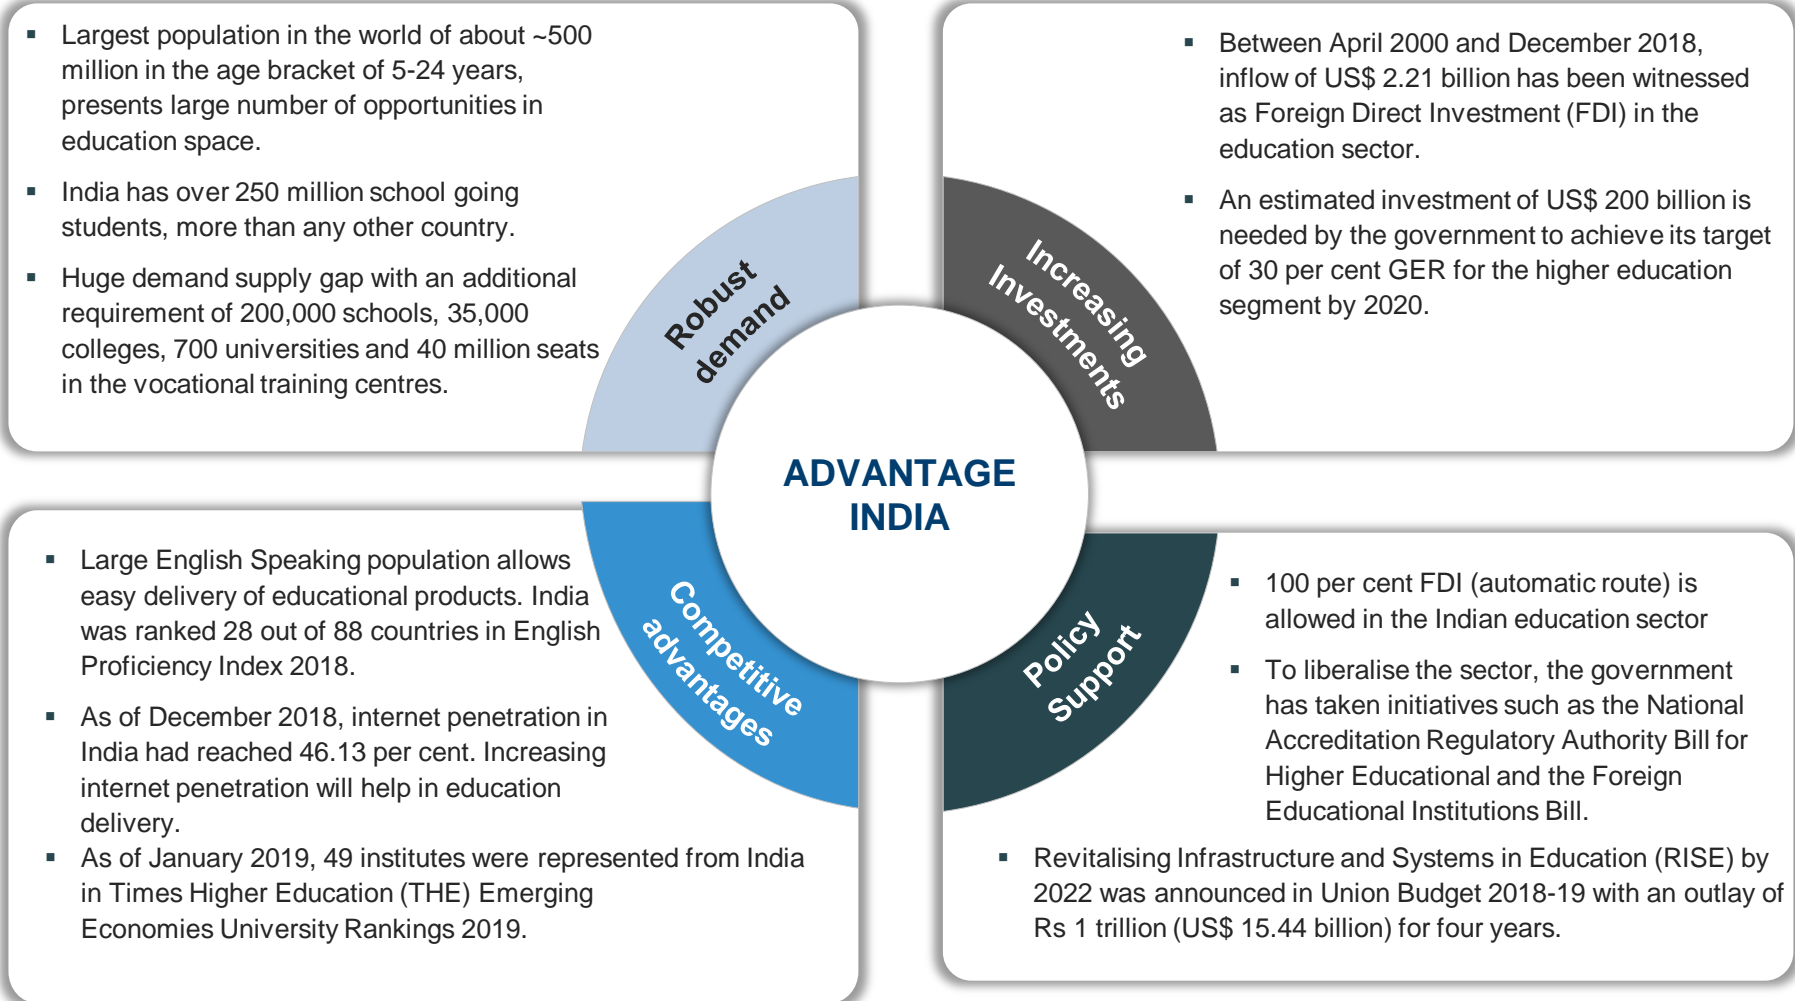 ▪ Largest population in the world of about ~500
million in the age bracket of 5-24 years,
presents large number of opportunities in
education space.
▪ India has over 250 million school going
students, more than any other country.
▪ Huge demand supply gap with an additional
requirement of 200,000 schools, 35,000
colleges, 700 universities and 40 million seats
in the vocational training centres.
Robust
demand
▪ Between April 2000 and December 2018,
inflow of US$ 2.21 billion has been witnessed
as Foreign Direct Investment (FDI) in the
education sector.
▪ An estimated investment of US$ 200 billion is
needed by the government to achieve its target
of 30 per cent GER for the higher education
segment by 2020.
Increasing
Investments
ADVANTAGE
INDIA
▪ Large English Speaking population allows
easy delivery of educational products. India
was ranked 28 out of 88 countries in English
Proficiency Index 2018.
▪ As of December 2018, internet penetration in
India had reached 46.13 per cent. Increasing
internet penetration will help in education
delivery.
▪ As of January 2019, 49 institutes were represented from India
in Times Higher Education (THE) Emerging
Economies University Rankings 2019.
Competitive
advantages
▪ 100 per cent FDI (automatic route) is
allowed in the Indian education sector
▪ To liberalise the sector, the government
has taken initiatives such as the National
Accreditation Regulatory Authority Bill for
Higher Educational and the Foreign
Educational Institutions Bill.
▪ Revitalising Infrastructure and Systems in Education (RISE) by
2022 was announced in Union Budget 2018-19 with an outlay of
Rs 1 trillion (US$ 15.44 billion) for four years.
Policy
Support